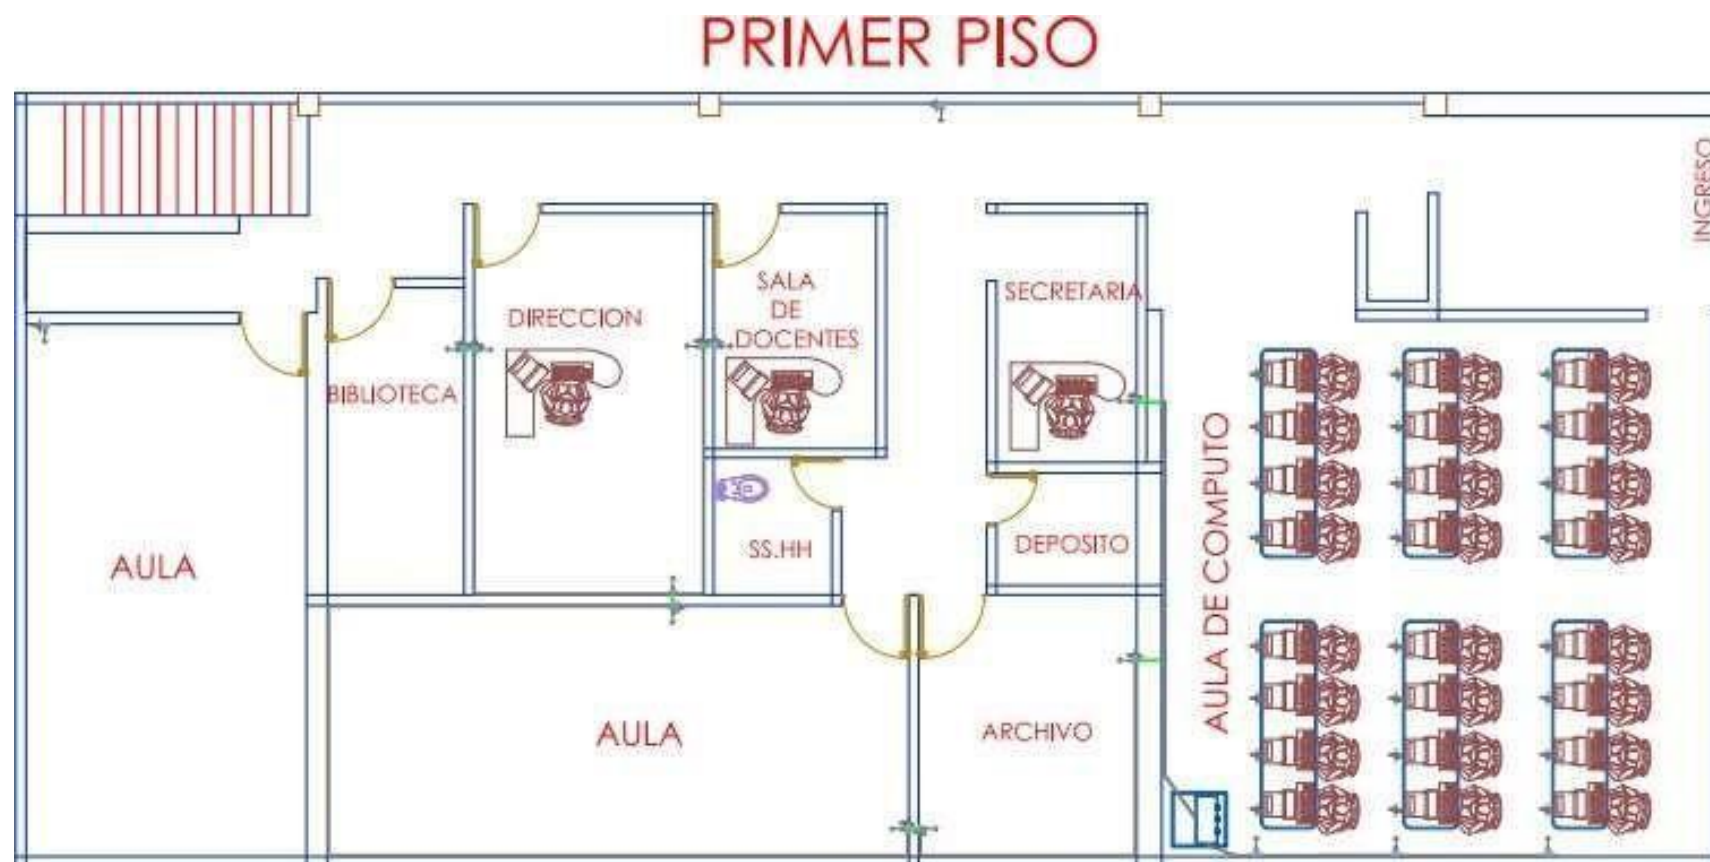 PRIMER PISO
INGRESO
SALA
DE
DOCENTES
SECRETARIA
DIRECCION
BIBLIOTECA
AULA DE COMPUTO
SS.HH
DEPOSITO
AULA
AULA
ARCHIVO